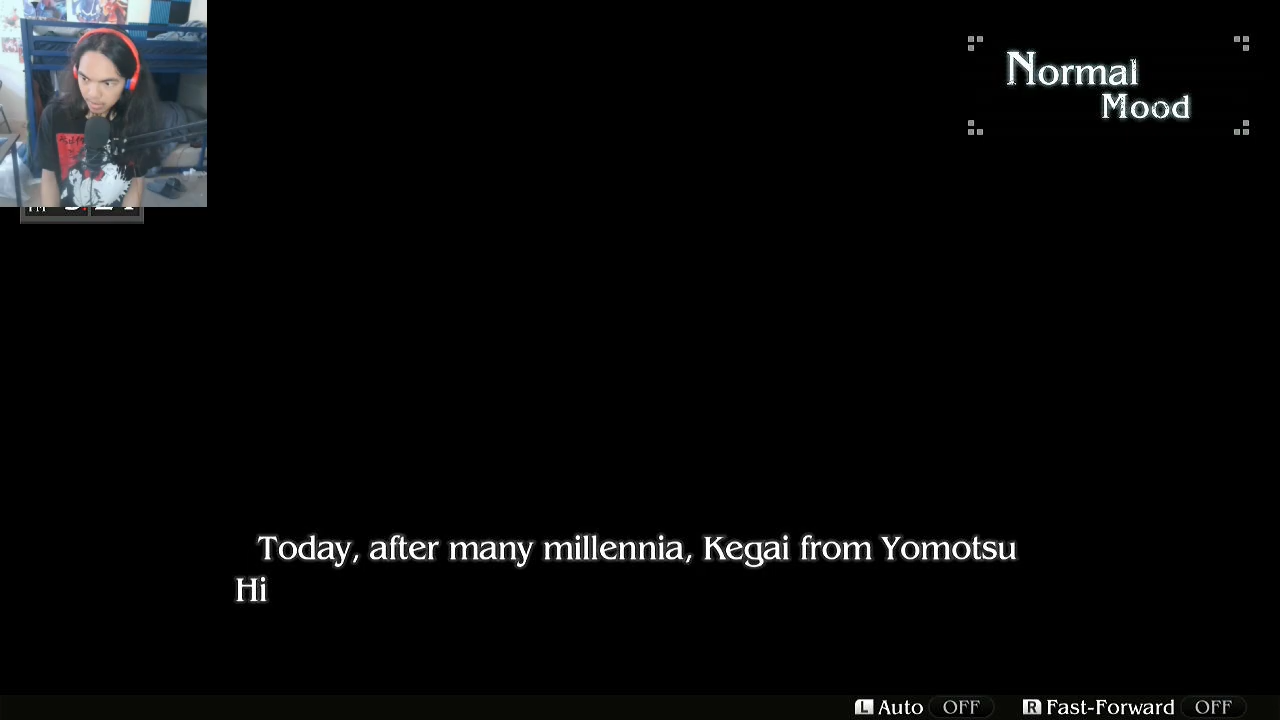 Normal
Mood
Today, after many millennia, Kegai from Yomotsu
Hi
L Auto OFF R Fast-Forward OFF